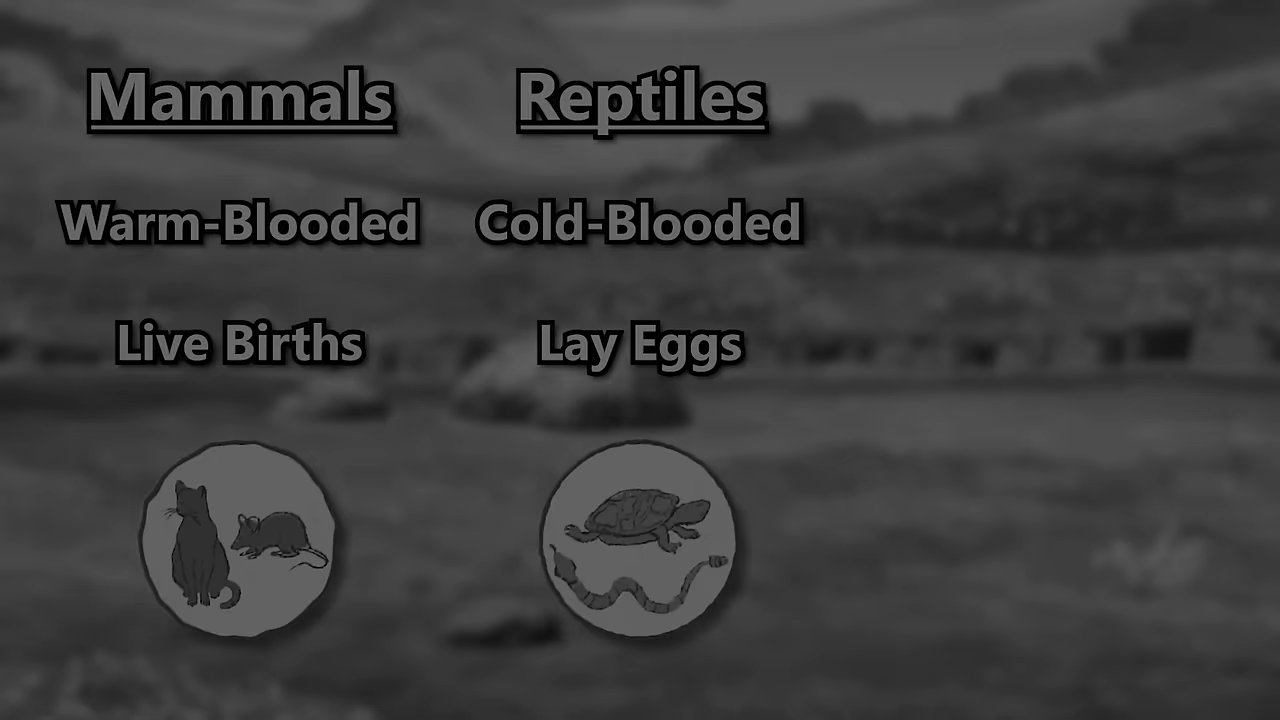 Mammals
Reptiles
Warm-Blooded
Cold-Blooded
Live Births
Lay Eggs